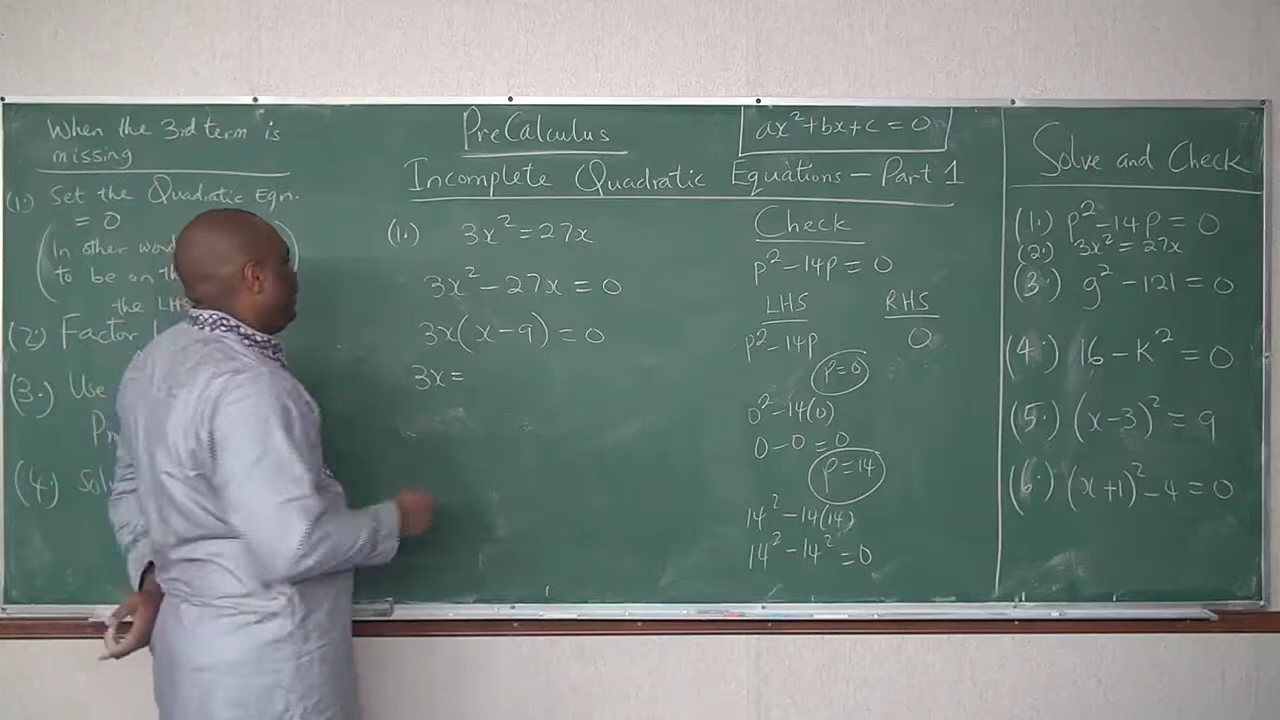 When the 3rd term is
missing
(1.) Set the Quadratic Eqn.
= 0
(In other
to be on
the LHS
(2.) Factor
(3.) Use
(4.)
PreCalculus
ax²+bx+c = 0
Incomplete Quadratic Equations – Part 1
(1.) 3x² = 27x
3x² – 27x = 0
3x(x – 9) = 0
3x =
Check
p² – 14p = 0
LHS RHS
p² – 14p 0
p = 0
0² – 14(0)
0 – 0 = 0
p = 14
14² – 14(14)
14² – 14² = 0
Solve and Check
(1.) p² – 14p = 0
(2.) 3x² = 27x
(3.) g² – 121 = 0
(4.) 16 – K² = 0
(5.) (x – 3)² = 9
(6.) (x + 1)² – 4 = 0